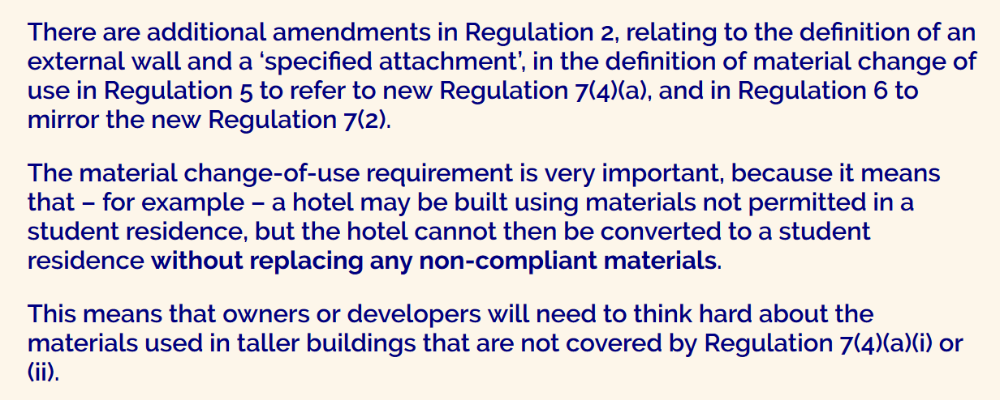 There are additional amendments in Regulation 2, relating to the definition of an
external wall and a ‘specified attachment’, in the definition of material change of
use in Regulation 5 to refer to new Regulation 7(4)(a), and in Regulation 6 to
mirror the new Regulation 7(2).
The material change-of-use requirement is very important, because it means
that – for example – a hotel may be built using materials not permitted in a
student residence, but the hotel cannot then be converted to a student
residence without replacing any non-compliant materials.
This means that owners or developers will need to think hard about the
materials used in taller buildings that are not covered by Regulation 7(4)(a)(i) or
(ii).